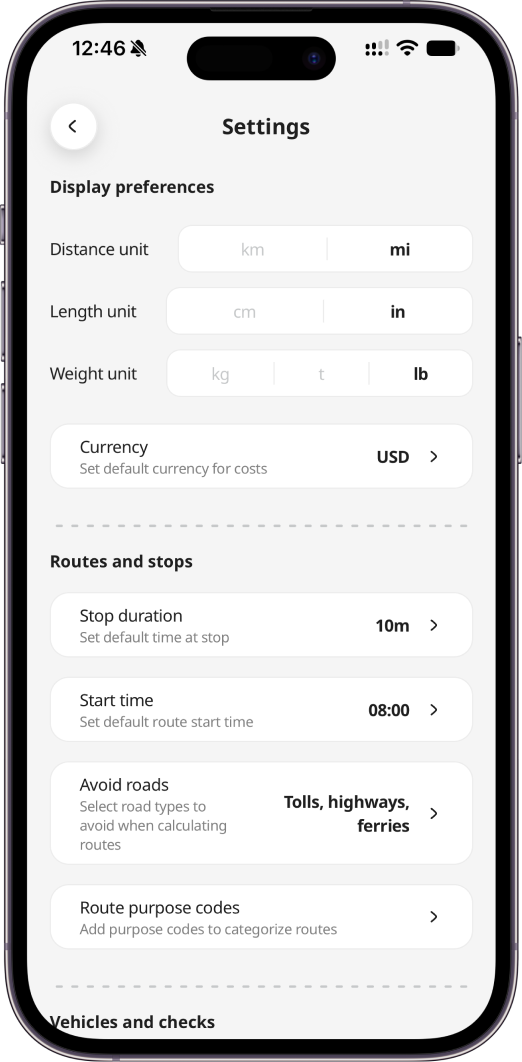 12:46
Settings
Display preferences
Distance unit km mi
Length unit cm in
Weight unit kg t lb
Currency
Set default currency for costs
USD
Routes and stops
Stop duration
Set default time at stop
10m
Start time
Set default route start time
08:00
Avoid roads
Select road types to
avoid when calculating
routes
Tolls, highways,
ferries
Route purpose codes
Add purpose codes to categorize routes
Vehicles and checks